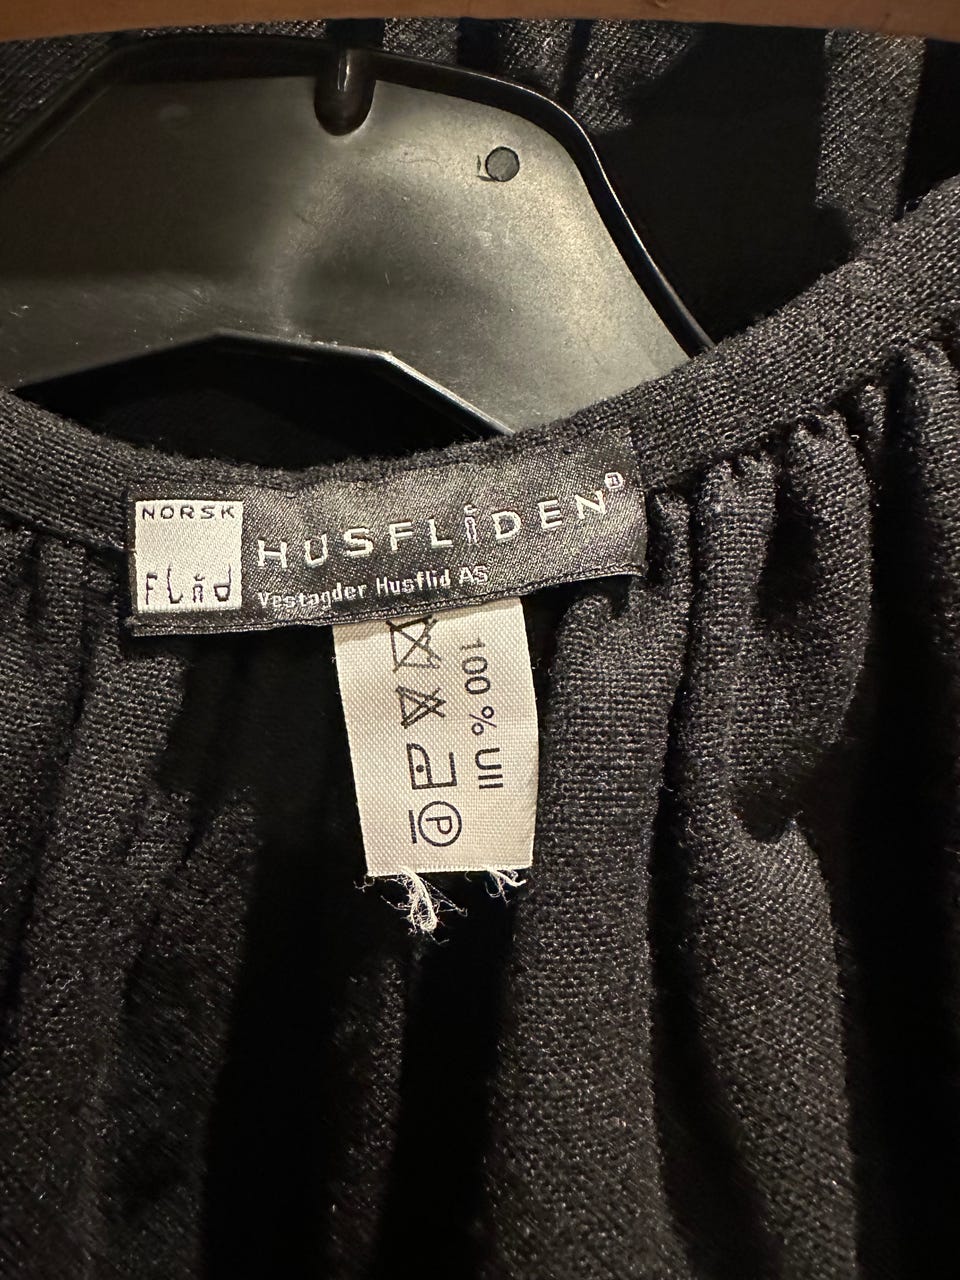 NORSK
FLiD
HUSFLiDEN®
Vestagder Husflid AS
100 % Ull
P